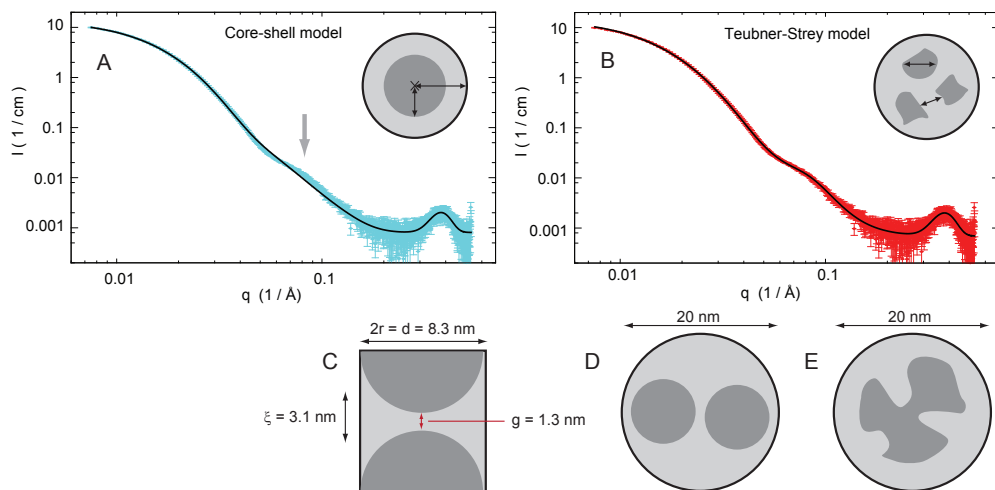 Core-shell model
A
10
1
0.1
0.01
0.001
I (1 / cm)
0.01
0.1
q (1 / Å)
Teubner-Strey model
B
10
1
0.1
0.01
0.001
I (1 / cm)
0.01
0.1
q (1 / Å)
2r = d = 8.3 nm
C
ξ = 3.1 nm
g = 1.3 nm
20 nm
D
20 nm
E